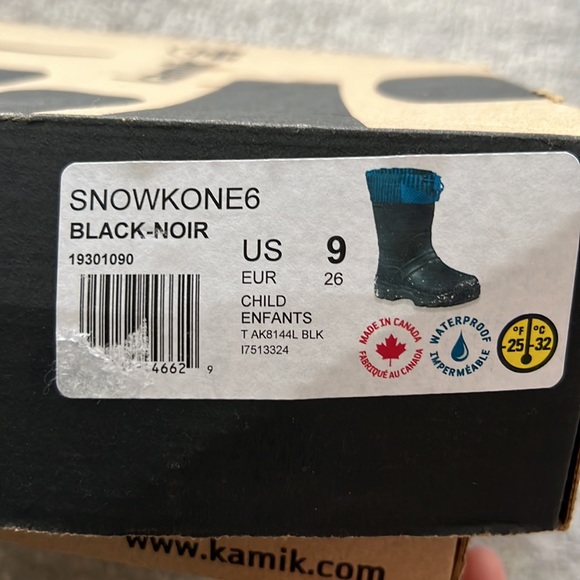 SNOWKONE6
BLACK-NOIR
19301090
4662 9
US 9
EUR 26
CHILD
ENFANTS
T AK8144L BLK
I7513324
MADE IN CANADA
FABRIQUÉ AU CANADA
WATERPROOF
IMPERMÉABLE
°F °C
-25 -32
www.kamik.com